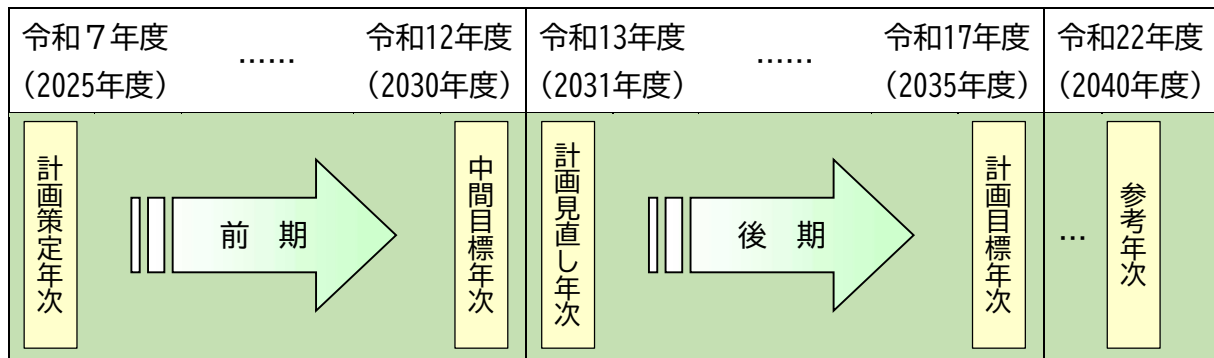 令和７年度
(2025年度)
……
令和12年度
(2030年度)
令和13年度
(2031年度)
……
令和17年度
(2035年度)
令和22年度
(2040年度)
計画策定年次
前　期
中間目標年次
計画見直し年次
後　期
計画目標年次
…
参考年次